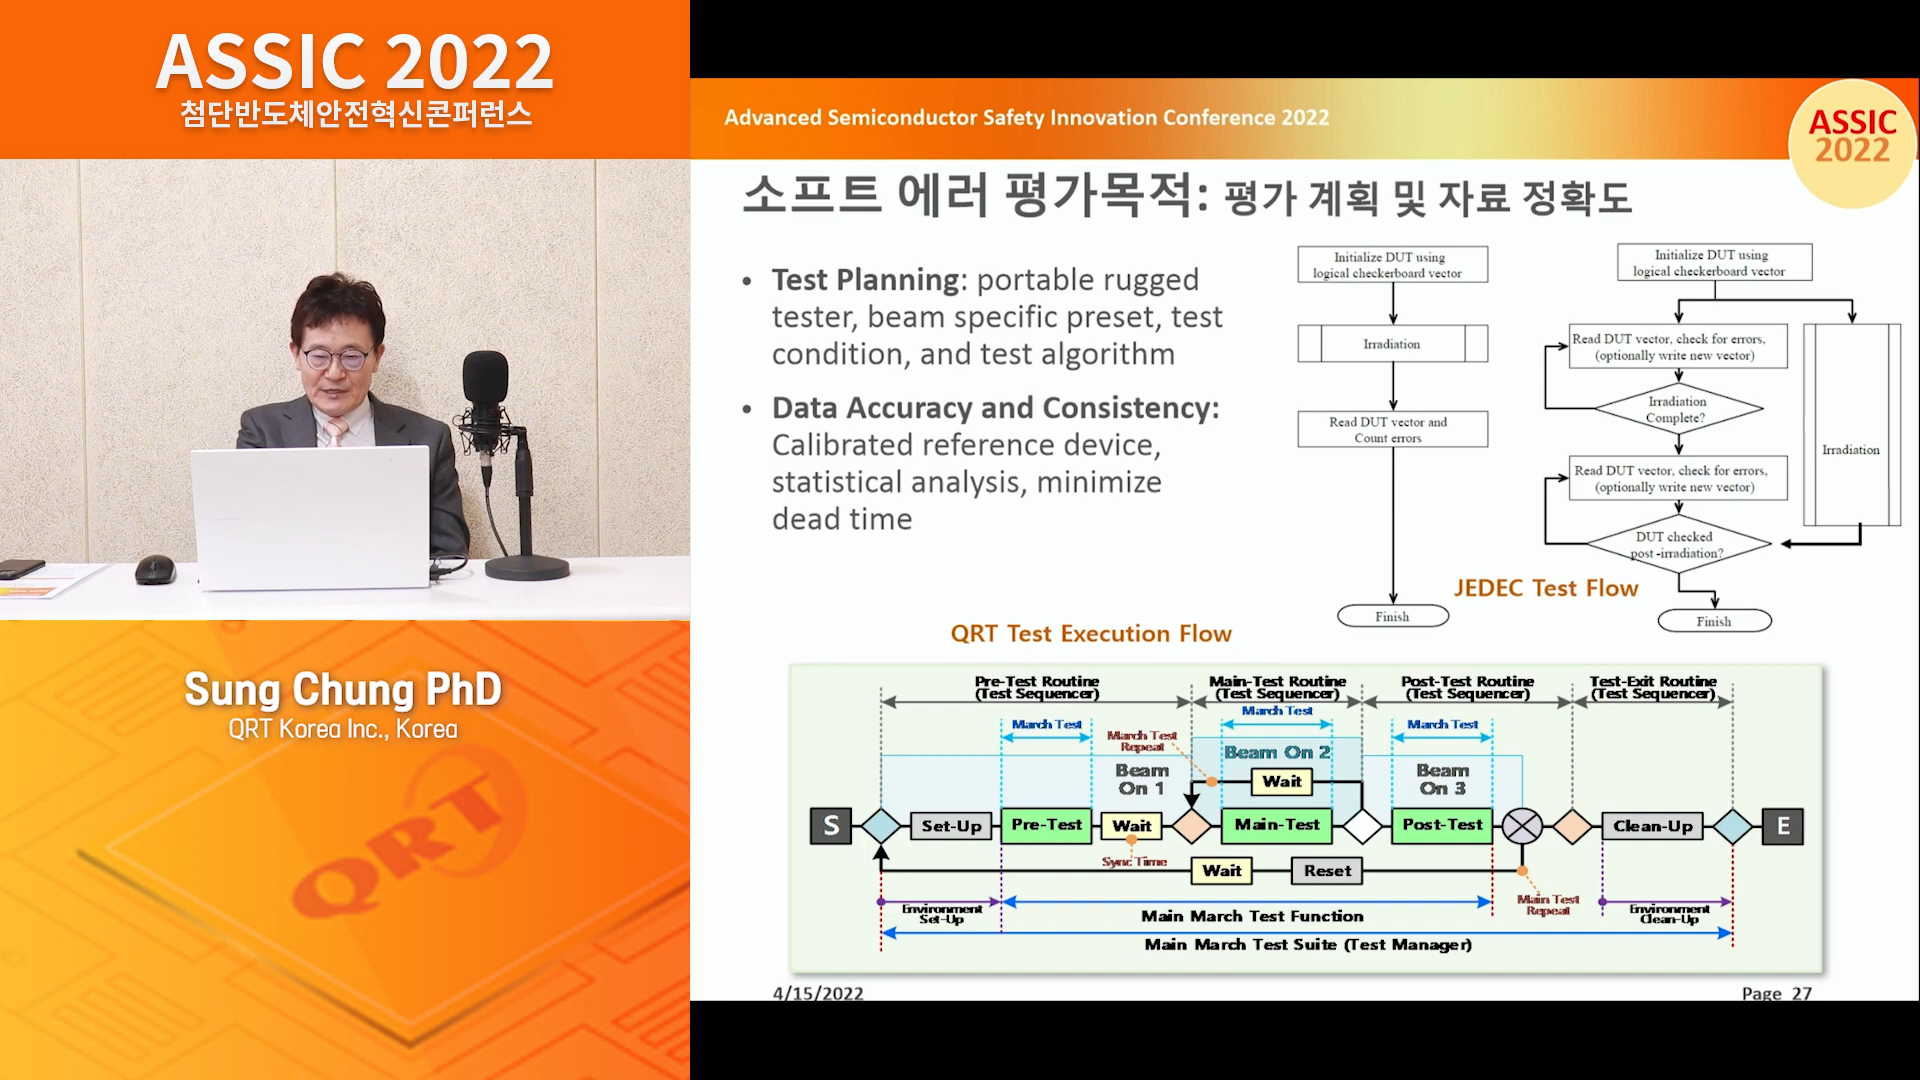 ASSIC 2022
첨단반도체안전혁신콘퍼런스
Sung Chung PhD
QRT Korea Inc., Korea
QRT
Advanced Semiconductor Safety Innovation Conference 2022
ASSIC
2022
소프트 에러 평가목적: 평가 계획 및 자료 정확도
• Test Planning: portable rugged
tester, beam specific preset, test
condition, and test algorithm
• Data Accuracy and Consistency:
Calibrated reference device,
statistical analysis, minimize
dead time
Initialize DUT using
logical checkerboard vector
Irradiation
Read DUT vector and
Count errors
Finish
Initialize DUT using
logical checkerboard vector
Read DUT vector, check for errors,
(optionally write new vector)
Irradiation
Complete?
Read DUT vector, check for errors,
(optionally write new vector)
Irradiation
DUT checked
post -irradiation?
Finish
JEDEC Test Flow
QRT Test Execution Flow
Pre-Test Routine
(Test Sequencer)
Main-Test Routine
(Test Sequencer)
Post-Test Routine
(Test Sequencer)
Test-Exit Routine
(Test Sequencer)
March Test
March Test
March Test
March Test
Repeat
Beam
On 1
Beam On 2
Beam
On 3
Wait
S
Set-Up
Pre-Test
Wait
Main-Test
Post-Test
Clean-Up
E
Sync Time
Wait
Reset
Main Test
Repeat
Environment
Set-Up
Main March Test Function
Environment
Clean-Up
Main March Test Suite (Test Manager)
4/15/2022
Page 27